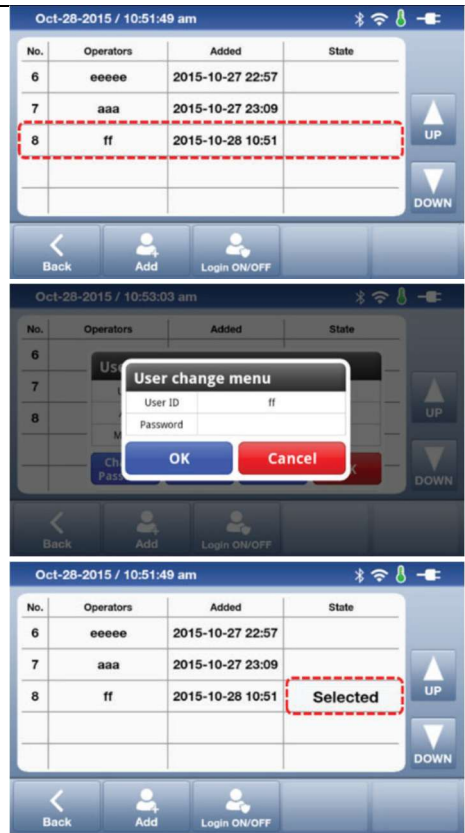 Oct-28-2015 / 10:51:49 am
No. Operators Added State
6 eeeee 2015-10-27 22:57
7 aaa 2015-10-27 23:09
8 ff 2015-10-28 10:51
UP
DOWN
Back Add Login ON/OFF
Oct-28-2015 / 10:53:03 am
No. Operators Added State
6
Use
User change menu
7
User ID ff
UP
8
Password
M
OK Cancel
Ch
Pass
K
DOWN
Back Add Login ON/OFF
Oct-28-2015 / 10:51:49 am
No. Operators Added State
6 eeeee 2015-10-27 22:57
7 aaa 2015-10-27 23:09
8 ff 2015-10-28 10:51 Selected
UP
DOWN
Back Add Login ON/OFF